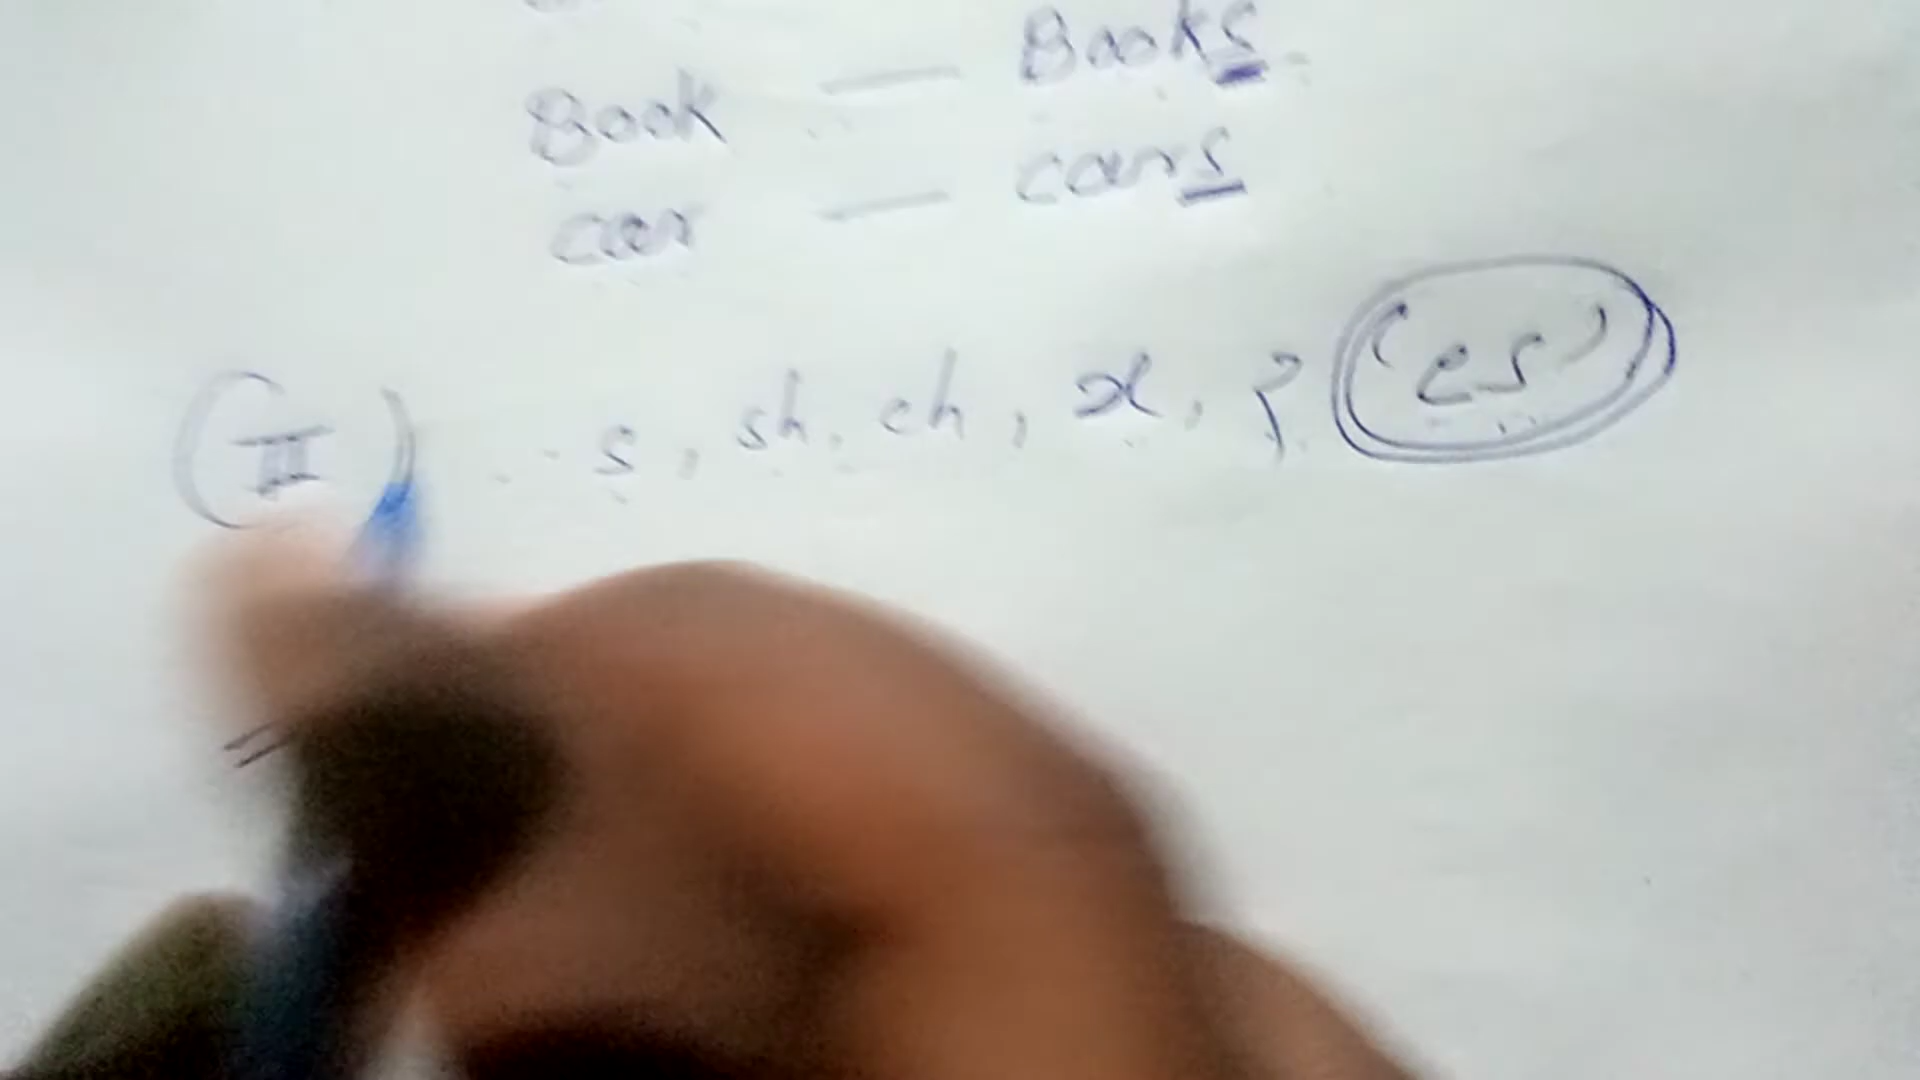 Book — Books
car — cars
(II) s, sh, ch, x, z 'es'